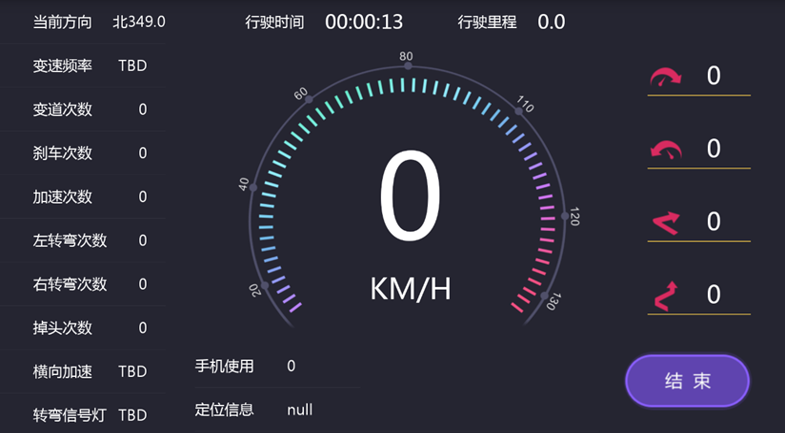 当前方向 北349.0
变速频率 TBD
变道次数 0
刹车次数 0
加速次数 0
左转弯次数 0
右转弯次数 0
掉头次数 0
横向加速 TBD
转弯信号灯 TBD
行驶时间 00:00:13 行驶里程 0.0
20
40
60
80
110
120
130
0
KM/H
手机使用 0
定位信息 null
0
0
0
0
结束